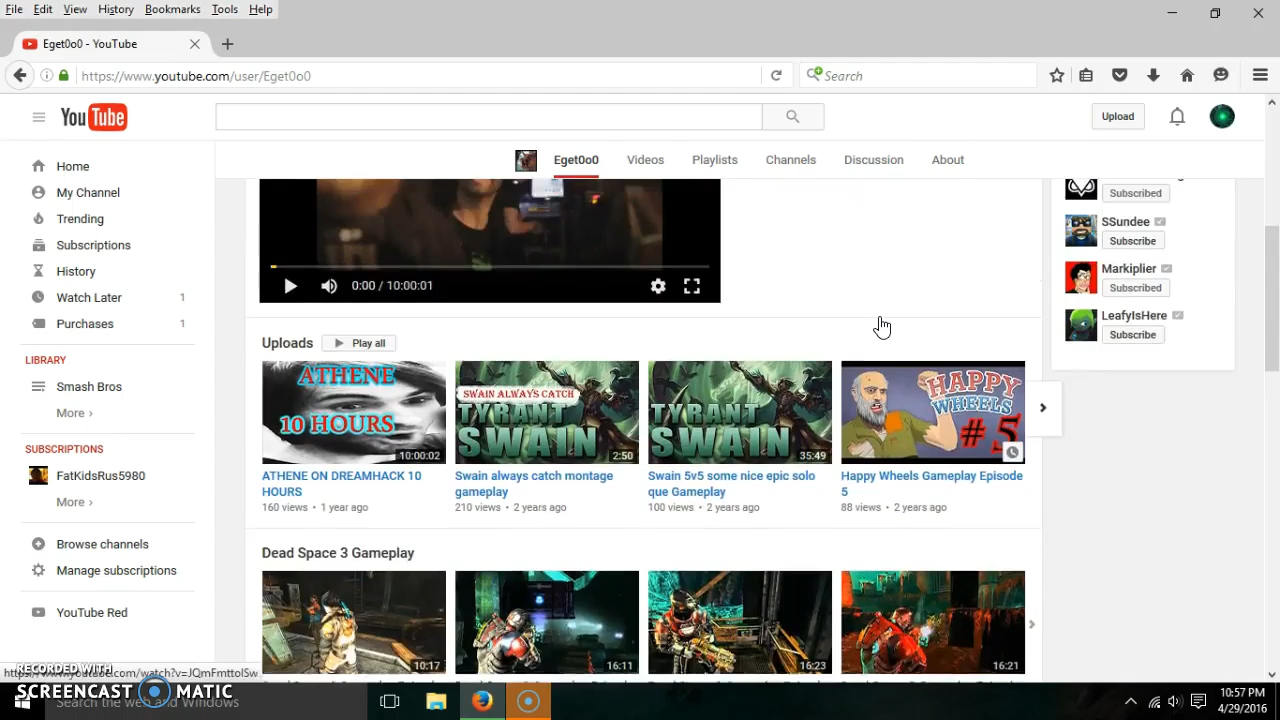 File Edit View History Bookmarks Tools Help
Eget0o0 - YouTube
https://www.youtube.com/user/Eget0o0
Search
YouTube
Upload
Eget0o0 Videos Playlists Channels Discussion About
Home
My Channel
Trending
Subscriptions
History
Watch Later 1
Purchases 1
LIBRARY
Smash Bros
More ›
SUBSCRIPTIONS
FatKidsRus5980
More ›
Browse channels
Manage subscriptions
YouTube Red
0:00 / 10:00:01
Subscribed
SSundee
Subscribe
Markiplier
Subscribed
LeafyIsHere
Subscribe
Uploads Play all
ATHENE
10 HOURS
10:00:02
ATHENE ON DREAMHACK 10
HOURS
160 views • 1 year ago
SWAIN ALWAYS CATCH
TYRANT
SWAIN
2:50
Swain always catch montage
gameplay
210 views • 2 years ago
TYRANT
SWAIN
35:49
Swain 5v5 some nice epic solo
que Gameplay
100 views • 2 years ago
HAPPY
WHEELS
# 5
Happy Wheels Gameplay Episode
5
88 views • 2 years ago
Dead Space 3 Gameplay
10:17
16:11
16:23
16:21
https://www.youtube.com/watch?v=JQmFmttolSw
RECORDED WITH
SCREENCAST MATIC
Search the web and Windows
10:57 PM
4/29/2016